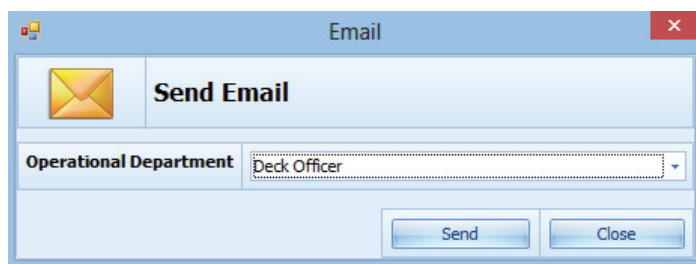 Email
Send Email
Operational Department Deck Officer
Send Close